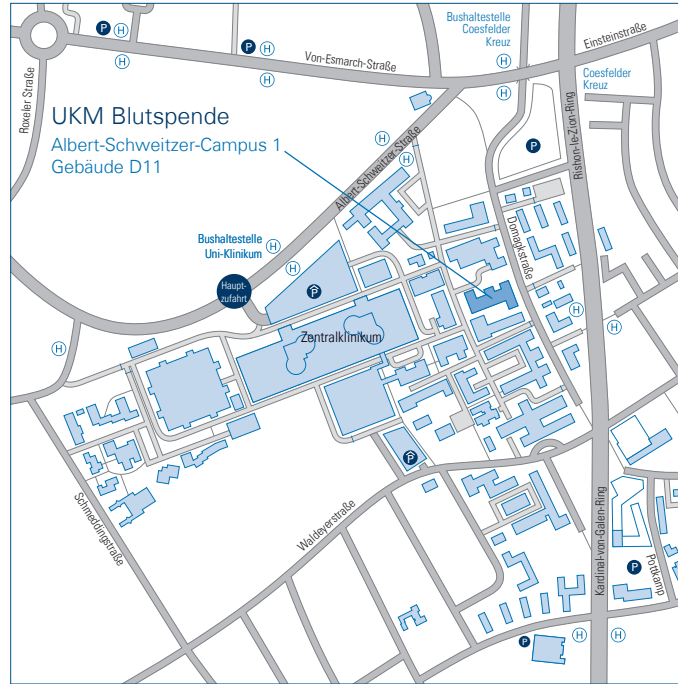 P
H
P
H
H
H
Von-Esmarch-Straße
Bushaltestelle
Coesfelder
Kreuz
H
H
Einsteinstraße
Coesfelder
Kreuz
H
H
Roxeler Straße
UKM Blutspende
Albert-Schweitzer-Campus 1
Gebäude D11
P
Rishon-le-Zion-Ring
Albert-Schweitzer-Straße
H
H
Domagkstraße
Bushaltestelle
Uni-Klinikum
H
H
Haupt-
zufahrt
P
Zentralklinikum
H
H
H
P
Schmeddingstraße
Waldeyerstraße
Kardinal-von-Galen-Ring
Pottkamp
P
P
H
H